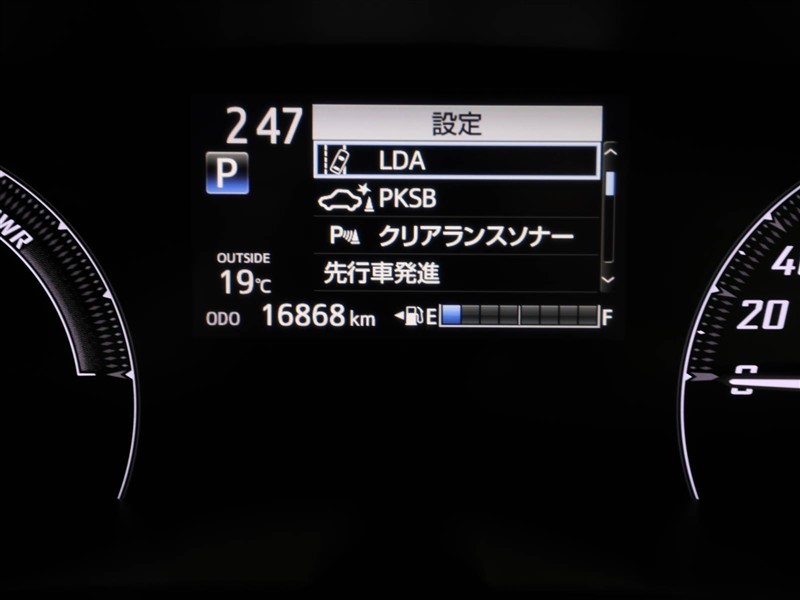 2 47
設定
P
LDA
PKSB
P クリアランスソナー
先行車発進
OUTSIDE
19℃
ODO 16868 km
E F
PWR
40
20
0